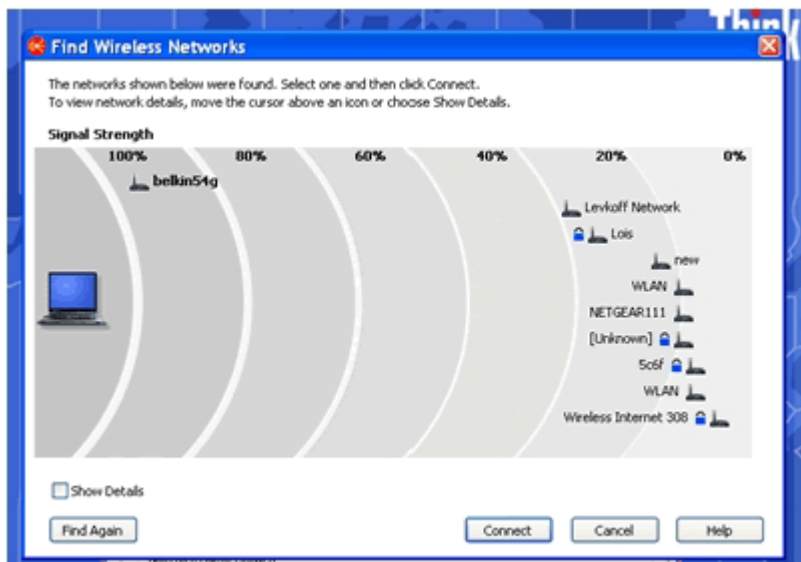 Think
Find Wireless Networks
The networks shown below were found. Select one and then click Connect.
To view network details, move the cursor above an icon or choose Show Details.
Signal Strength
100% 80% 60% 40% 20% 0%
belkin54g
Levkoff Network
Lois
new
WLAN
NETGEAR111
[Unknown]
5c6f
WLAN
Wireless Internet 308
Show Details
Find Again Connect Cancel Help